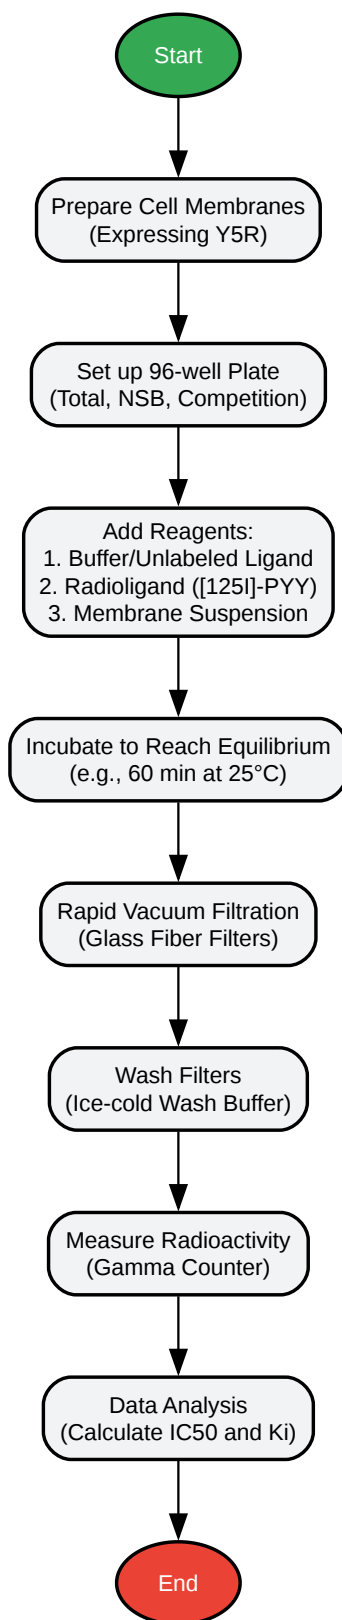 Start
Prepare Cell Membranes
(Expressing Y5R)
Set up 96-well Plate
(Total, NSB, Competition)
Add Reagents:
1. Buffer/Unlabeled Ligand
2. Radioligand ([125I]-PYY)
3. Membrane Suspension
Incubate to Reach Equilibrium
(e.g., 60 min at 25°C)
Rapid Vacuum Filtration
(Glass Fiber Filters)
Wash Filters
(Ice-cold Wash Buffer)
Measure Radioactivity
(Gamma Counter)
Data Analysis
(Calculate IC50 and Ki)
End